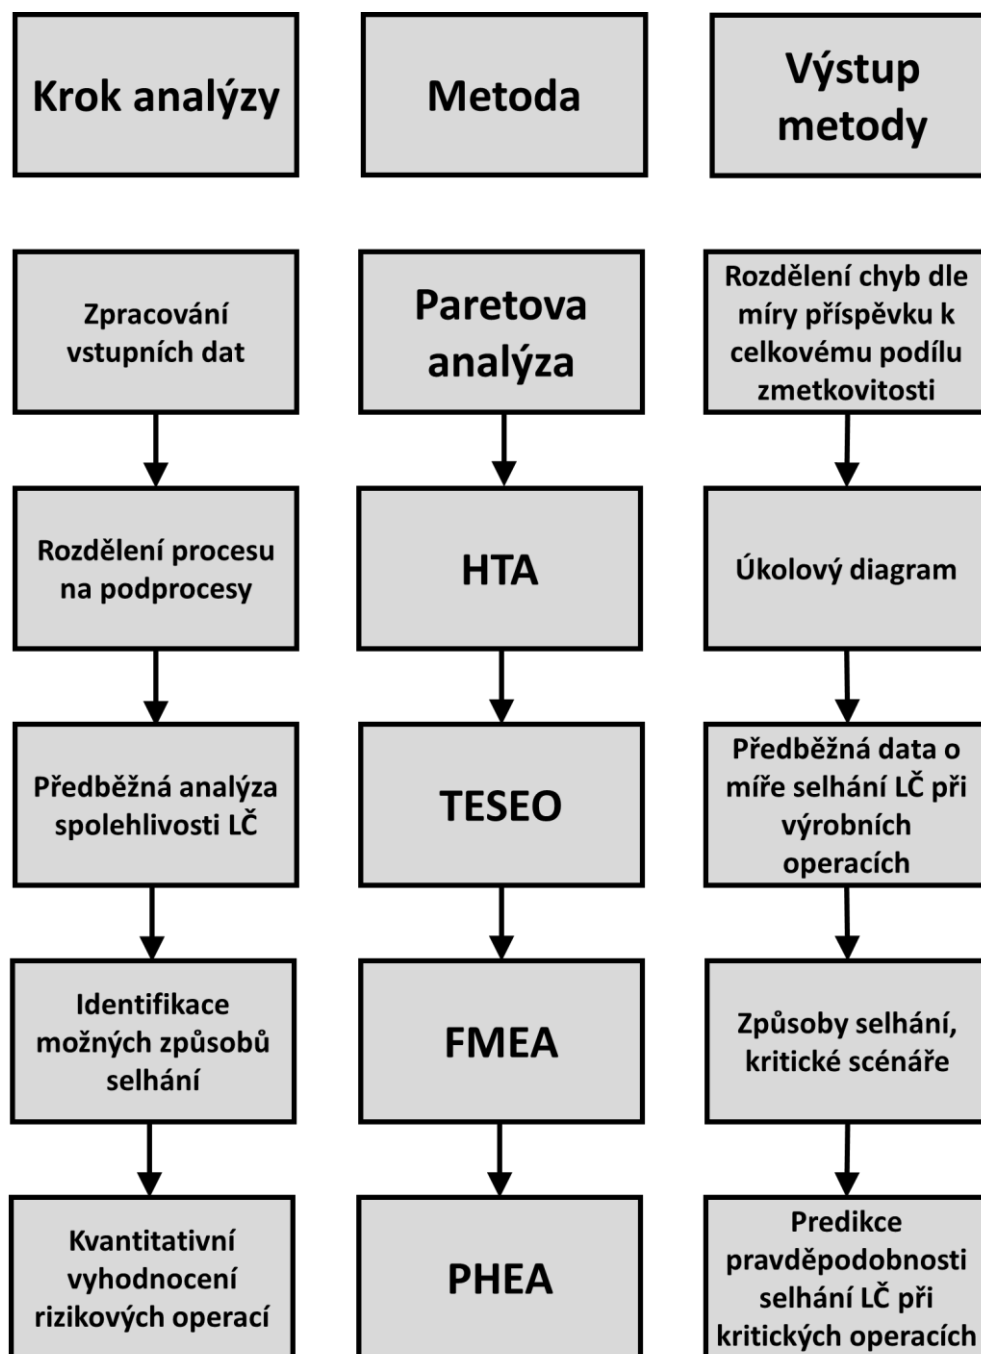 Krok analýzy
Metoda
Výstup
metody
Zpracování
vstupních dat
Paretova
analýza
Rozdělení chyb dle
míry příspěvku k
celkovému podílu
zmetkovitosti
Rozdělení procesu
na podprocesy
HTA
Úkolový diagram
Předběžná analýza
spolehlivosti LČ
TESEO
Předběžná data o
míře selhání LČ při
výrobních
operacích
Identifikace
možných způsobů
selhání
FMEA
Způsoby selhání,
kritické scénáře
Kvantitativní
vyhodnocení
rizikových operací
PHEA
Predikce
pravděpodobnosti
selhání LČ při
kritických operacích